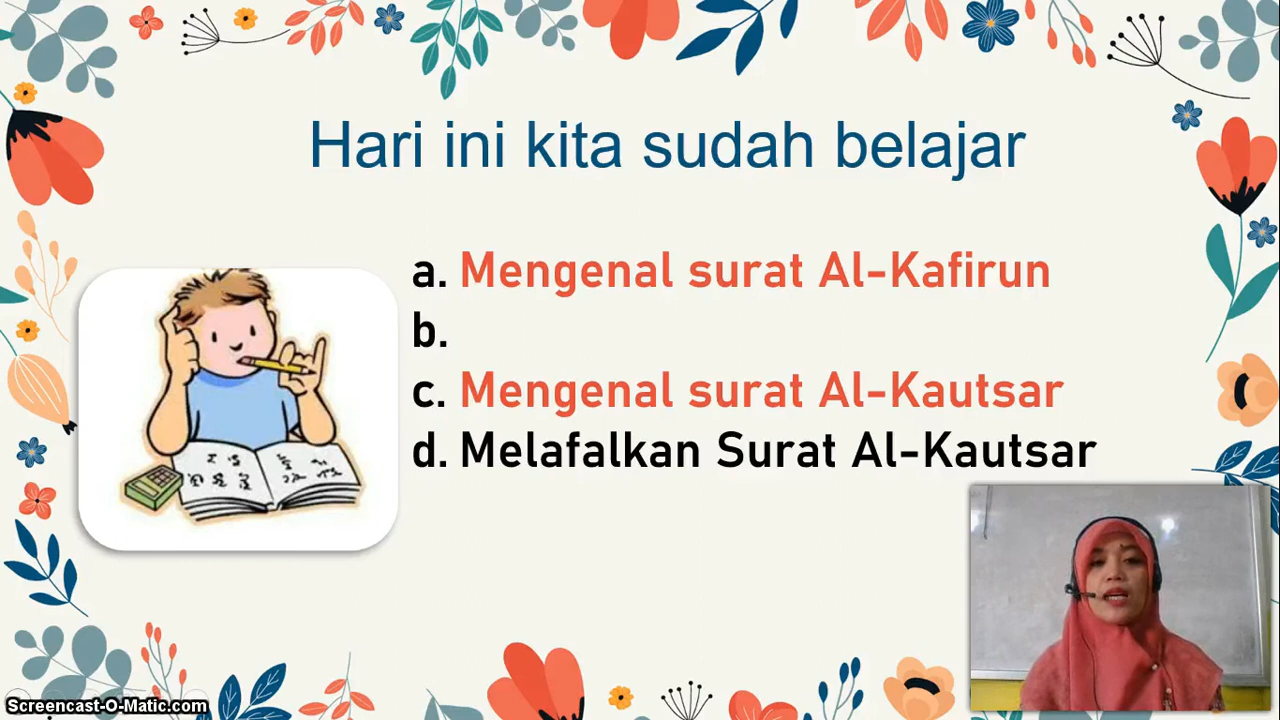 Hari ini kita sudah belajar
a. Mengenal surat Al-Kafirun
b.
c. Mengenal surat Al-Kautsar
d. Melafalkan Surat Al-Kautsar
Screencast-O-Matic.com